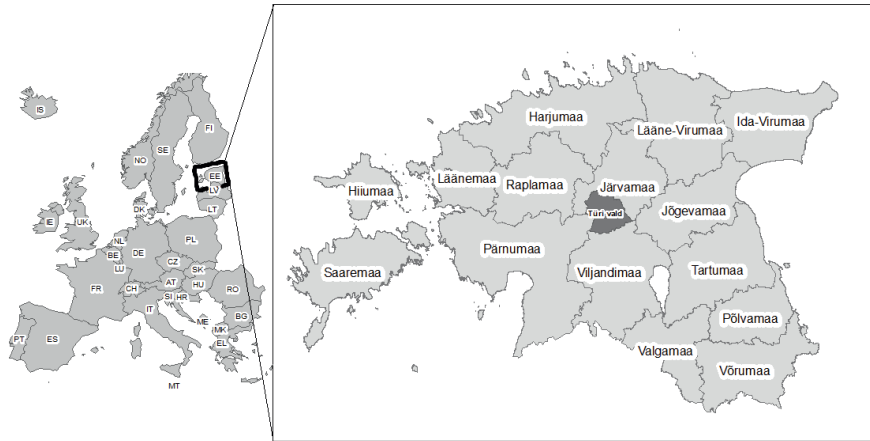 IS
FI
SE
NO
EE
LV
LT
DK
IE
UK
NL
BE
DE
PL
LU
CZ
SK
FR
CH
AT
HU
RO
SI
HR
IT
ME
BG
MK
EL
PT
ES
MT
Harjumaa
Lääne-Virumaa
Ida-Virumaa
Hiiumaa
Läänemaa
Raplamaa
Järvamaa
Türi vald
Jõgevamaa
Pärnumaa
Saaremaa
Viljandimaa
Tartumaa
Põlvamaa
Valgamaa
Võrumaa